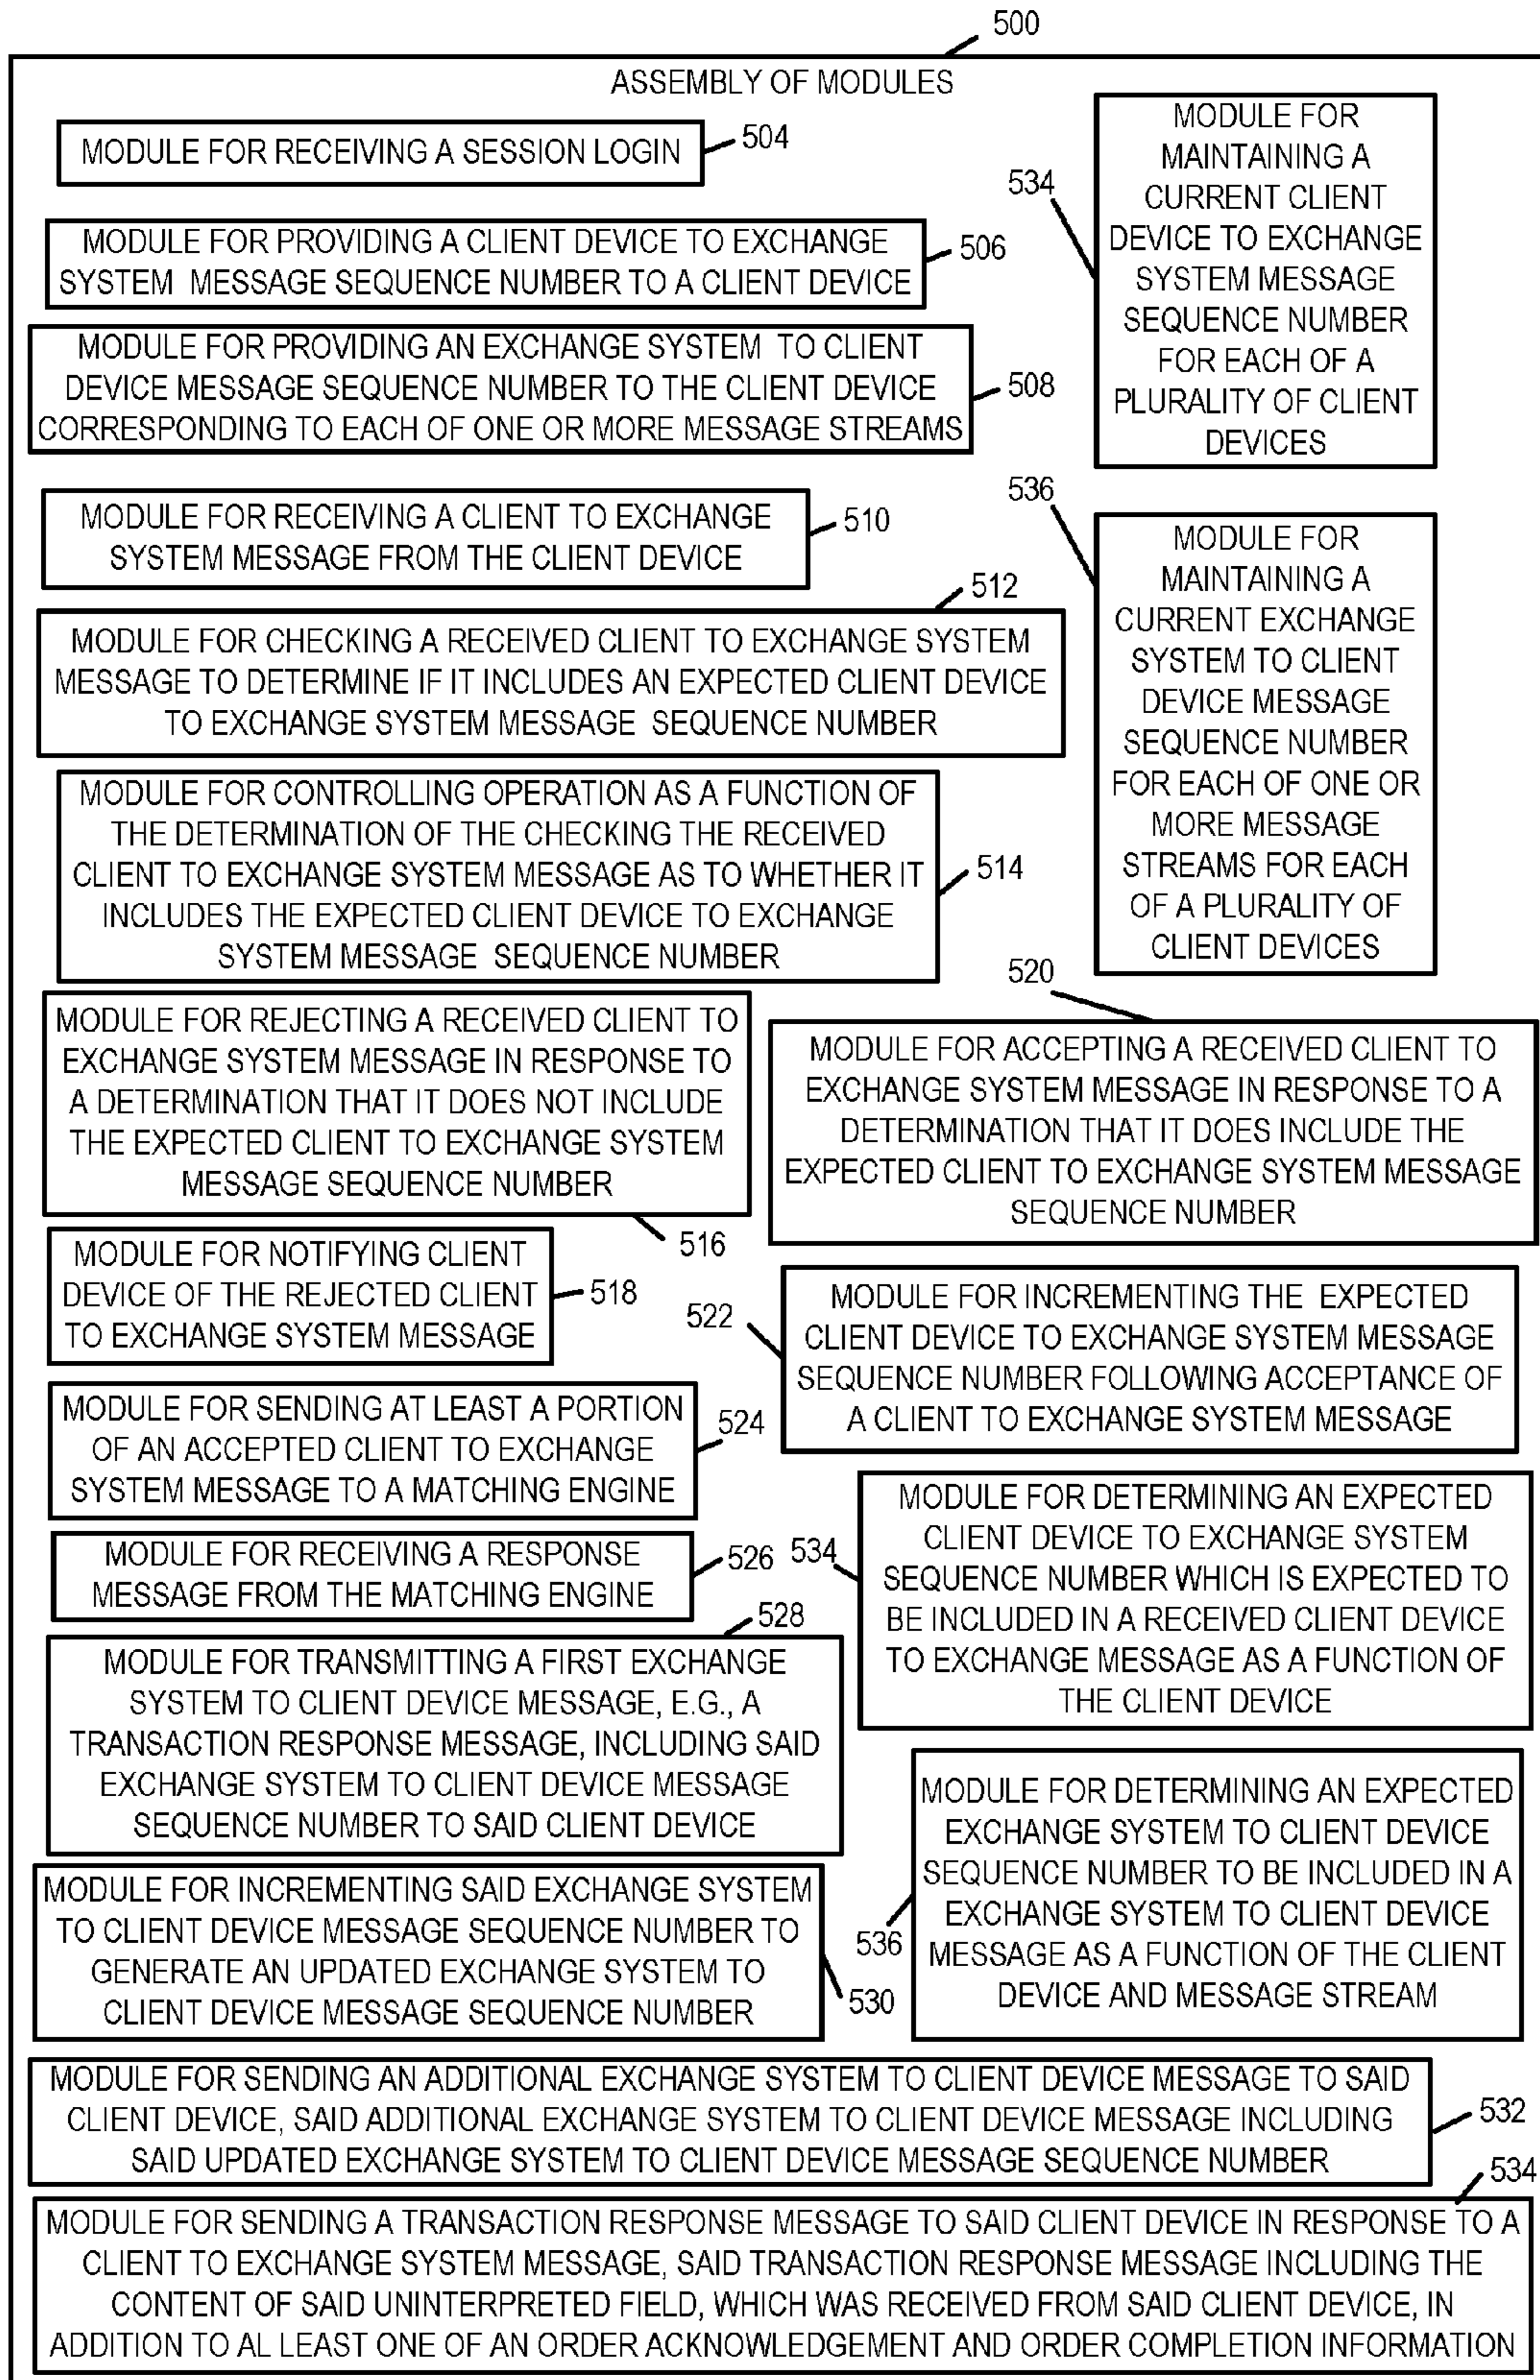 500
ASSEMBLY OF MODULES
MODULE FOR RECEIVING A SESSION LOGIN
504
MODULE FOR PROVIDING A CLIENT DEVICE TO EXCHANGE
SYSTEM MESSAGE SEQUENCE NUMBER TO A CLIENT DEVICE
506
MODULE FOR PROVIDING AN EXCHANGE SYSTEM TO CLIENT
DEVICE MESSAGE SEQUENCE NUMBER TO THE CLIENT DEVICE
CORRESPONDING TO EACH OF ONE OR MORE MESSAGE STREAMS
508
534
MODULE FOR
MAINTAINING A
CURRENT CLIENT
DEVICE TO EXCHANGE
SYSTEM MESSAGE
SEQUENCE NUMBER
FOR EACH OF A
PLURALITY OF CLIENT
DEVICES
MODULE FOR RECEIVING A CLIENT TO EXCHANGE
SYSTEM MESSAGE FROM THE CLIENT DEVICE
510
512
MODULE FOR CHECKING A RECEIVED CLIENT TO EXCHANGE SYSTEM
MESSAGE TO DETERMINE IF IT INCLUDES AN EXPECTED CLIENT DEVICE
TO EXCHANGE SYSTEM MESSAGE SEQUENCE NUMBER
MODULE FOR CONTROLLING OPERATION AS A FUNCTION OF
THE DETERMINATION OF THE CHECKING THE RECEIVED
CLIENT TO EXCHANGE SYSTEM MESSAGE AS TO WHETHER IT
INCLUDES THE EXPECTED CLIENT DEVICE TO EXCHANGE
SYSTEM MESSAGE SEQUENCE NUMBER
514
536
MODULE FOR
MAINTAINING A
CURRENT EXCHANGE
SYSTEM TO CLIENT
DEVICE MESSAGE
SEQUENCE NUMBER
FOR EACH OF ONE OR
MORE MESSAGE
STREAMS FOR EACH
OF A PLURALITY OF
CLIENT DEVICES
MODULE FOR REJECTING A RECEIVED CLIENT TO
EXCHANGE SYSTEM MESSAGE IN RESPONSE TO
A DETERMINATION THAT IT DOES NOT INCLUDE
THE EXPECTED CLIENT TO EXCHANGE SYSTEM
MESSAGE SEQUENCE NUMBER
516
520
MODULE FOR ACCEPTING A RECEIVED CLIENT TO
EXCHANGE SYSTEM MESSAGE IN RESPONSE TO A
DETERMINATION THAT IT DOES INCLUDE THE
EXPECTED CLIENT TO EXCHANGE SYSTEM MESSAGE
SEQUENCE NUMBER
MODULE FOR NOTIFYING CLIENT
DEVICE OF THE REJECTED CLIENT
TO EXCHANGE SYSTEM MESSAGE
518
522
MODULE FOR INCREMENTING THE EXPECTED
CLIENT DEVICE TO EXCHANGE SYSTEM MESSAGE
SEQUENCE NUMBER FOLLOWING ACCEPTANCE OF
A CLIENT TO EXCHANGE SYSTEM MESSAGE
MODULE FOR SENDING AT LEAST A PORTION
OF AN ACCEPTED CLIENT TO EXCHANGE
SYSTEM MESSAGE TO A MATCHING ENGINE
524
MODULE FOR RECEIVING A RESPONSE
MESSAGE FROM THE MATCHING ENGINE
526
534
MODULE FOR DETERMINING AN EXPECTED
CLIENT DEVICE TO EXCHANGE SYSTEM
SEQUENCE NUMBER WHICH IS EXPECTED TO
BE INCLUDED IN A RECEIVED CLIENT DEVICE
TO EXCHANGE MESSAGE AS A FUNCTION OF
THE CLIENT DEVICE
528
MODULE FOR TRANSMITTING A FIRST EXCHANGE
SYSTEM TO CLIENT DEVICE MESSAGE, E.G., A
TRANSACTION RESPONSE MESSAGE, INCLUDING SAID
EXCHANGE SYSTEM TO CLIENT DEVICE MESSAGE
SEQUENCE NUMBER TO SAID CLIENT DEVICE
MODULE FOR DETERMINING AN EXPECTED
EXCHANGE SYSTEM TO CLIENT DEVICE
SEQUENCE NUMBER TO BE INCLUDED IN A
EXCHANGE SYSTEM TO CLIENT DEVICE
MESSAGE AS A FUNCTION OF THE CLIENT
DEVICE AND MESSAGE STREAM
536
MODULE FOR INCREMENTING SAID EXCHANGE SYSTEM
TO CLIENT DEVICE MESSAGE SEQUENCE NUMBER TO
GENERATE AN UPDATED EXCHANGE SYSTEM TO
CLIENT DEVICE MESSAGE SEQUENCE NUMBER
530
MODULE FOR SENDING AN ADDITIONAL EXCHANGE SYSTEM TO CLIENT DEVICE MESSAGE TO SAID
CLIENT DEVICE, SAID ADDITIONAL EXCHANGE SYSTEM TO CLIENT DEVICE MESSAGE INCLUDING
SAID UPDATED EXCHANGE SYSTEM TO CLIENT DEVICE MESSAGE SEQUENCE NUMBER
532
534
MODULE FOR SENDING A TRANSACTION RESPONSE MESSAGE TO SAID CLIENT DEVICE IN RESPONSE TO A
CLIENT TO EXCHANGE SYSTEM MESSAGE, SAID TRANSACTION RESPONSE MESSAGE INCLUDING THE
CONTENT OF SAID UNINTERPRETED FIELD, WHICH WAS RECEIVED FROM SAID CLIENT DEVICE, IN
ADDITION TO AL LEAST ONE OF AN ORDER ACKNOWLEDGEMENT AND ORDER COMPLETION INFORMATION